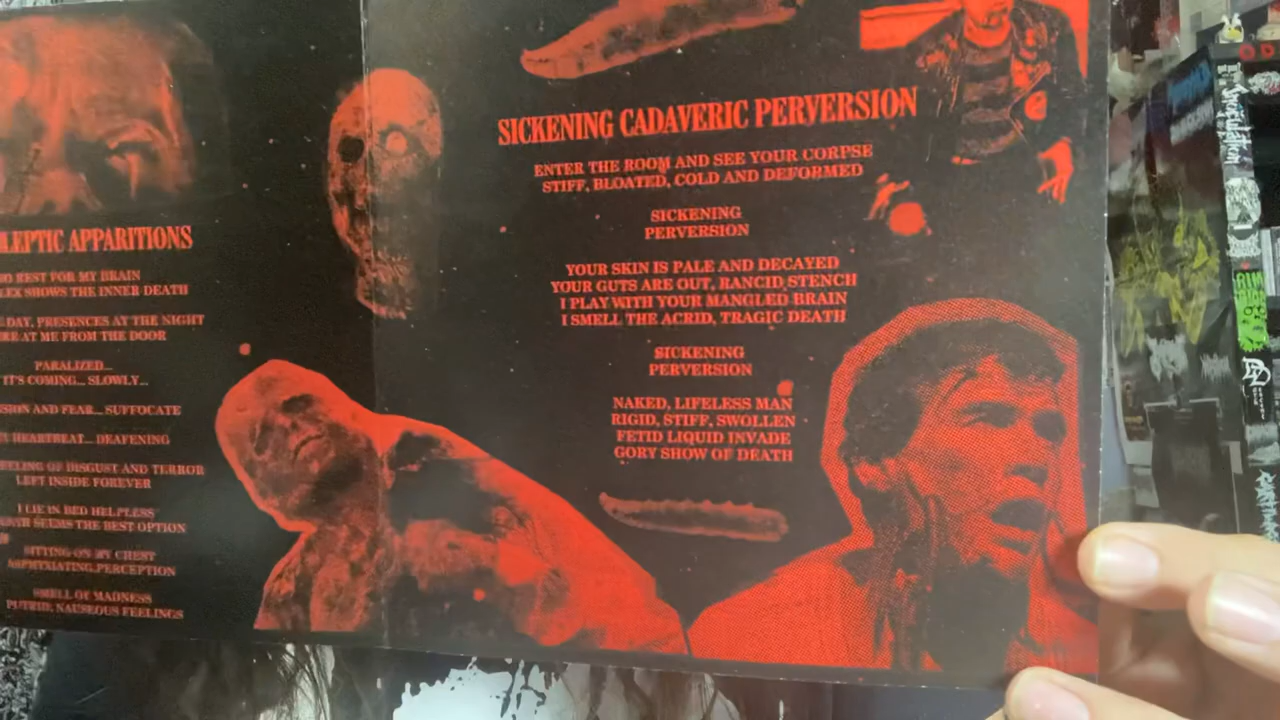 LEPTIC APPARITIONS
O REST FOR MY BRAIN
LEX SHOWS THE INNER DEATH
DAY, PRESENCES AT THE NIGHT
RE AT ME FROM THE DOOR
PARALIZED...
IT'S COMING... SLOWLY...
SION AND FEAR... SUFFOCATE
HEARTBEAT... DEAFENING
EELING OF DISGUST AND TERROR
LEFT INSIDE FOREVER
I LIE IN BED HELPLESS
SEEMS THE BEST OPTION
SITTING ON MY CHEST
ASPHYXIATING PERCEPTION
SMELL OF MADNESS
PUTRID, NAUSEOUS FEELINGS
SICKENING CADAVERIC PERVERSION
ENTER THE ROOM AND SEE YOUR CORPSE
STIFF, BLOATED, COLD AND DEFORMED
SICKENING
PERVERSION
YOUR SKIN IS PALE AND DECAYED
YOUR GUTS ARE OUT, RANCID STENCH
I PLAY WITH YOUR MANGLED BRAIN
I SMELL THE ACRID, TRAGIC DEATH
SICKENING
PERVERSION
NAKED, LIFELESS MAN
RIGID, STIFF, SWOLLEN
FETID LIQUID INVADE
GORY SHOW OF DEATH